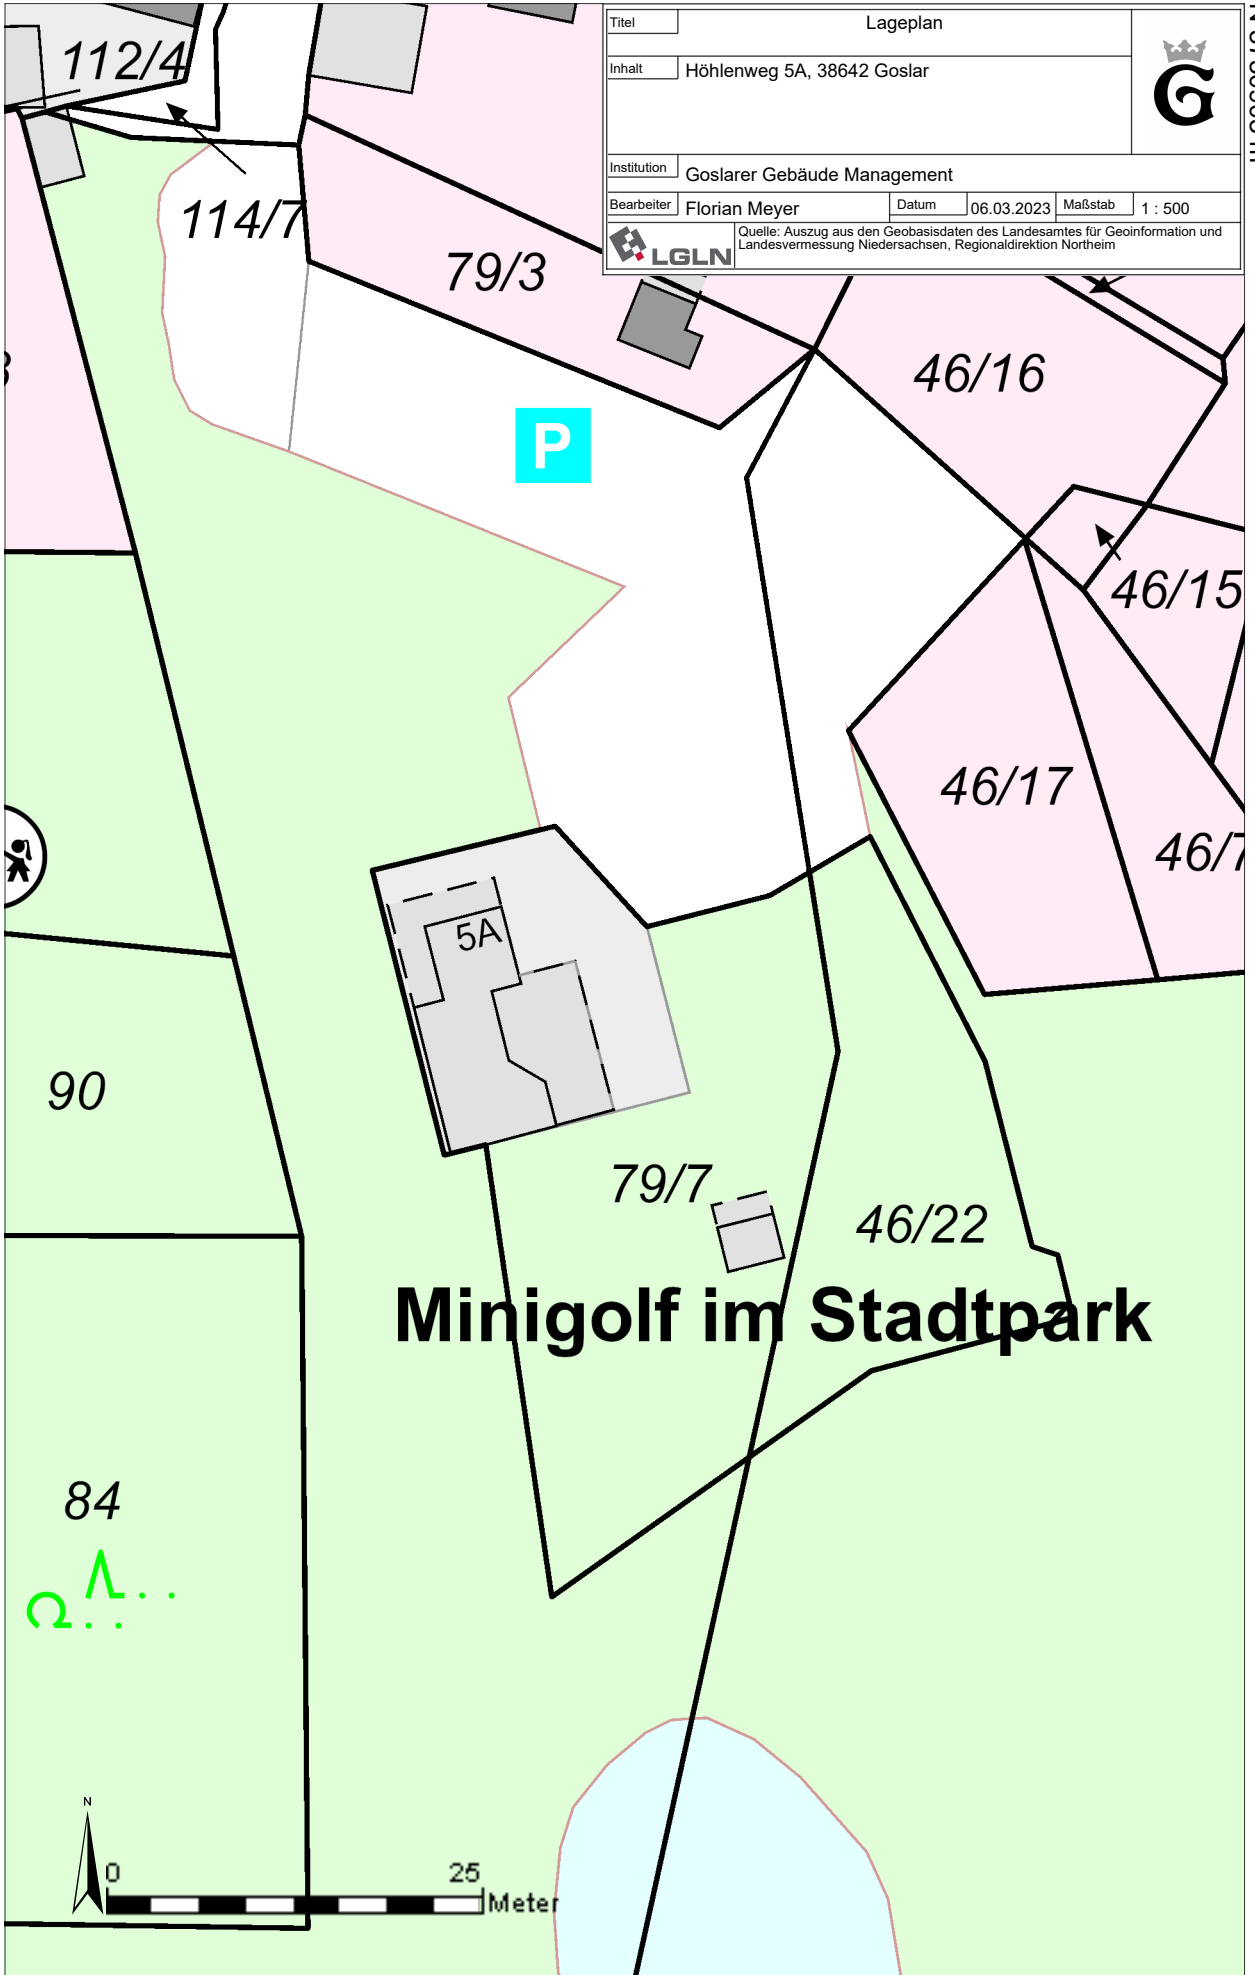 Titel
Lageplan
Inhalt
Höhlenweg 5A, 38642 Goslar
G
Institution
Goslarer Gebäude Management
Bearbeiter
Florian Meyer
Datum
06.03.2023
Maßstab
1 : 500
LGLN
Quelle: Auszug aus den Geobasisdaten des Landesamtes für Geoinformation und
Landesvermessung Niedersachsen, Regionaldirektion Northeim
112/4
114/7
79/3
46/16
P
46/15
46/17
46/7
5A
90
79/7
46/22
Minigolf im Stadtpark
84
N
0
25
Meter